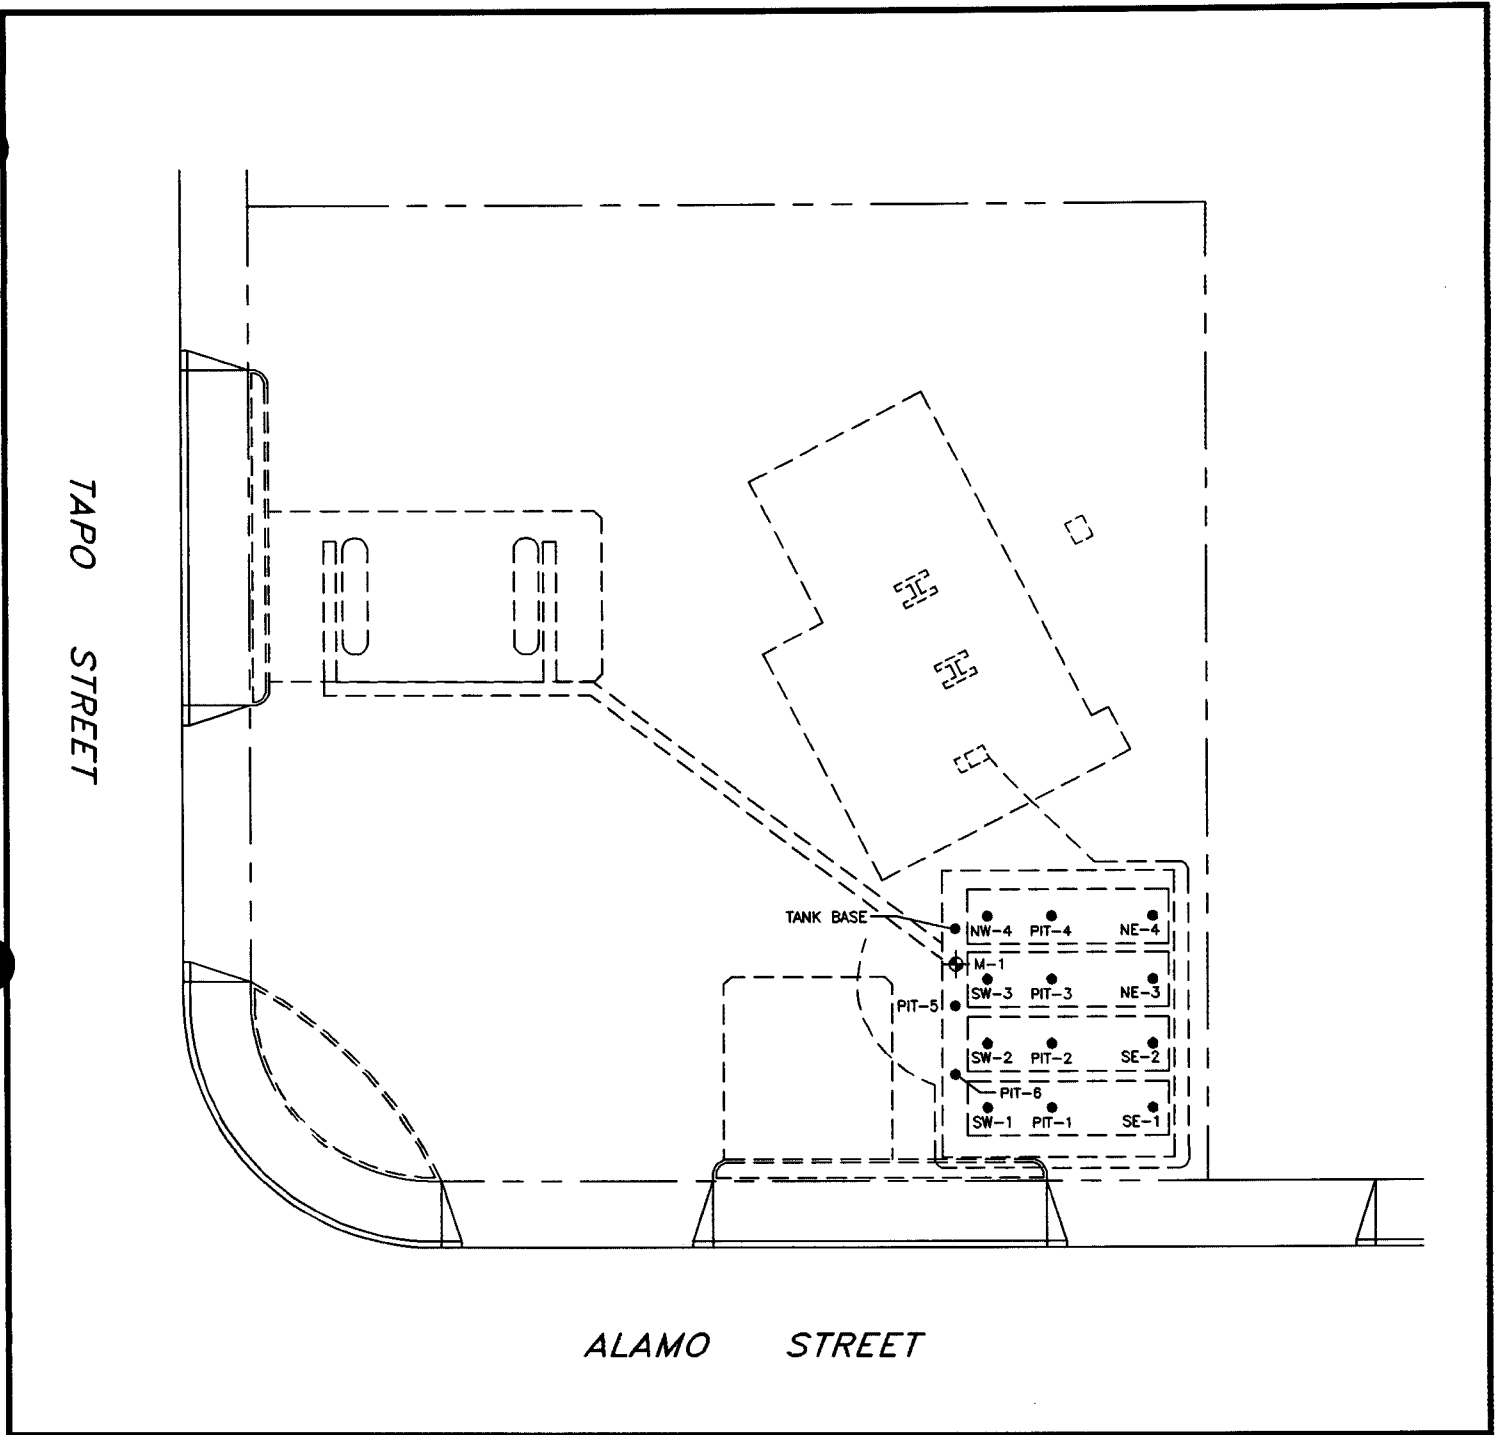 TAPO STREET
TANK BASE
NW-4 PIT-4 NE-4
M-1
SW-3 PIT-3 NE-3
PIT-5
SW-2 PIT-2 SE-2
PIT-6
SW-1 PIT-1 SE-1
ALAMO STREET